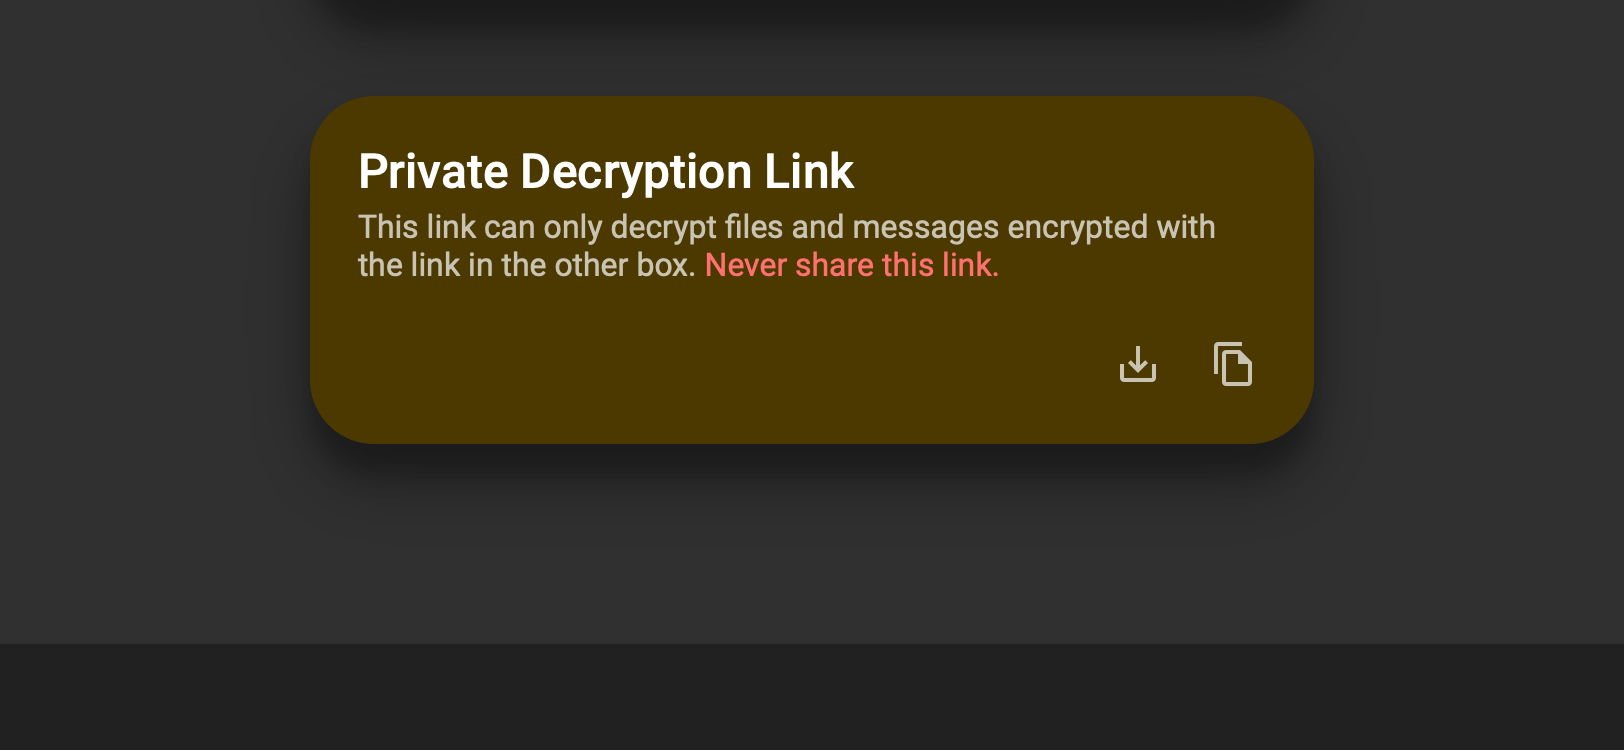 Private Decryption Link
This link can only decrypt files and messages encrypted with
the link in the other box. Never share this link.